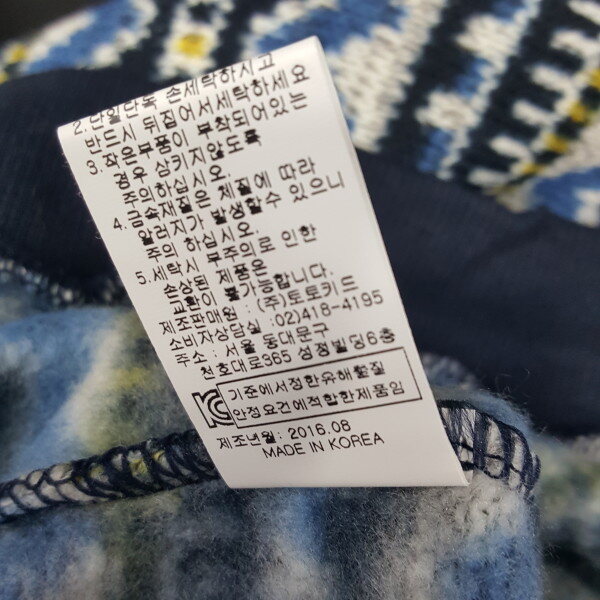 2. 단일단독 손세탁하시고
반드시 뒤집어서세탁하세요
3. 작은부품이 부착되어있는
경우 삼키지않도록
주의하십시오.
4. 금속재질은 체질에 따라
알러지가 발생할수 있으니
주의 하십시오.
5. 세탁시 부주의로 인한
손상된 제품은
교환이 불가능합니다.
제조판매원 : (주)토토키드
소비자상담실 : 02)418-4195
주소 : 서울 동대문구
천호대로365 성정빌딩6층
기준에서정한유해물질
안정요건에적합한제품임
제조년월 : 2016.08
MADE IN KOREA